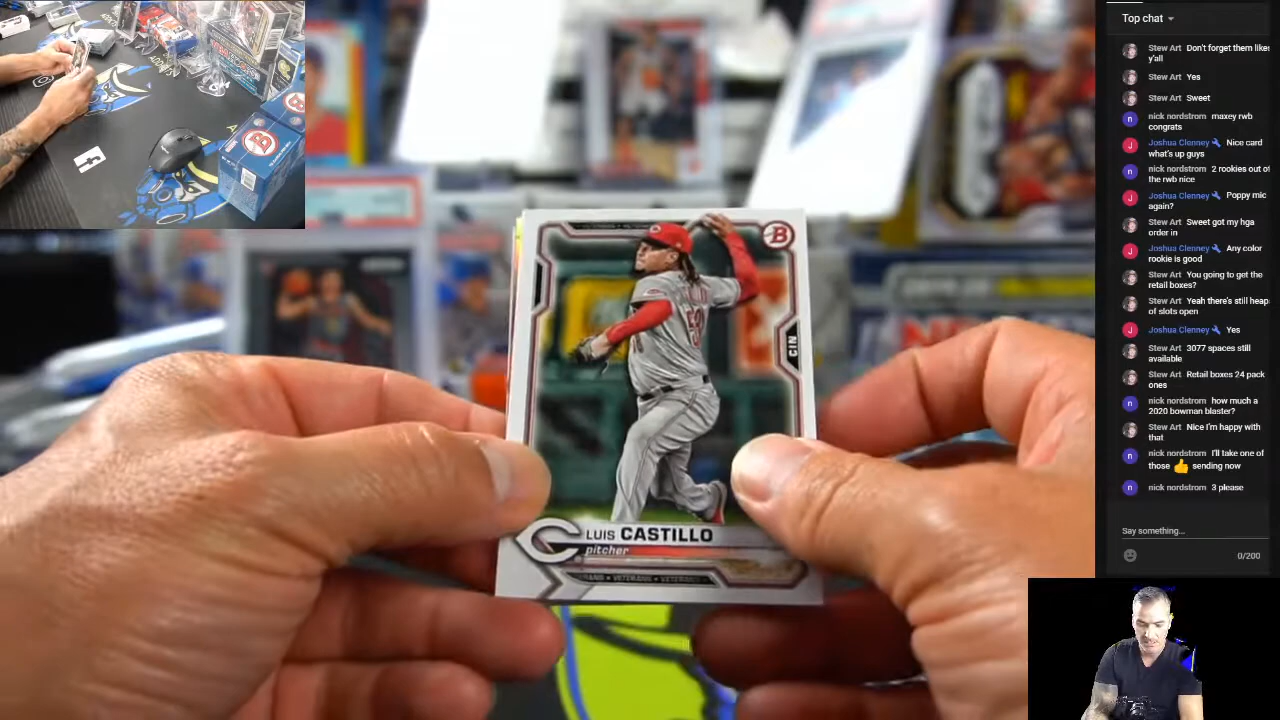 Top chat
Stew Art Don't forget them likes
y'all
Stew Art Yes
Stew Art Sweet
nick nordstrom maxey rwb
congrats
Joshua Clenney Nice card
what's up guys
nick nordstrom 2 rookies out of
the rwb nice
Joshua Clenney Poppy mic
again?
Stew Art Sweet got my hga
order in
Joshua Clenney Any color
rookie is good
Stew Art You going to get the
retail boxes?
Stew Art Yeah there's still heap
of slots open
Joshua Clenney Yes
Stew Art 3077 spaces still
available
Stew Art Retail boxes 24 pack
ones
nick nordstrom how much a
2020 bowman blaster?
Stew Art Nice I'm happy with
that
nick nordstrom I'll take one of
those 👍 sending now
nick nordstrom 3 please
Say something...
0/200
B
CIN
LUIS CASTILLO
pitcher
VETERANS
B